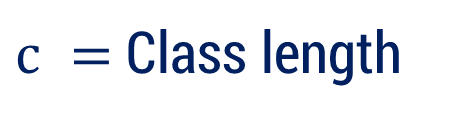 c = Class length